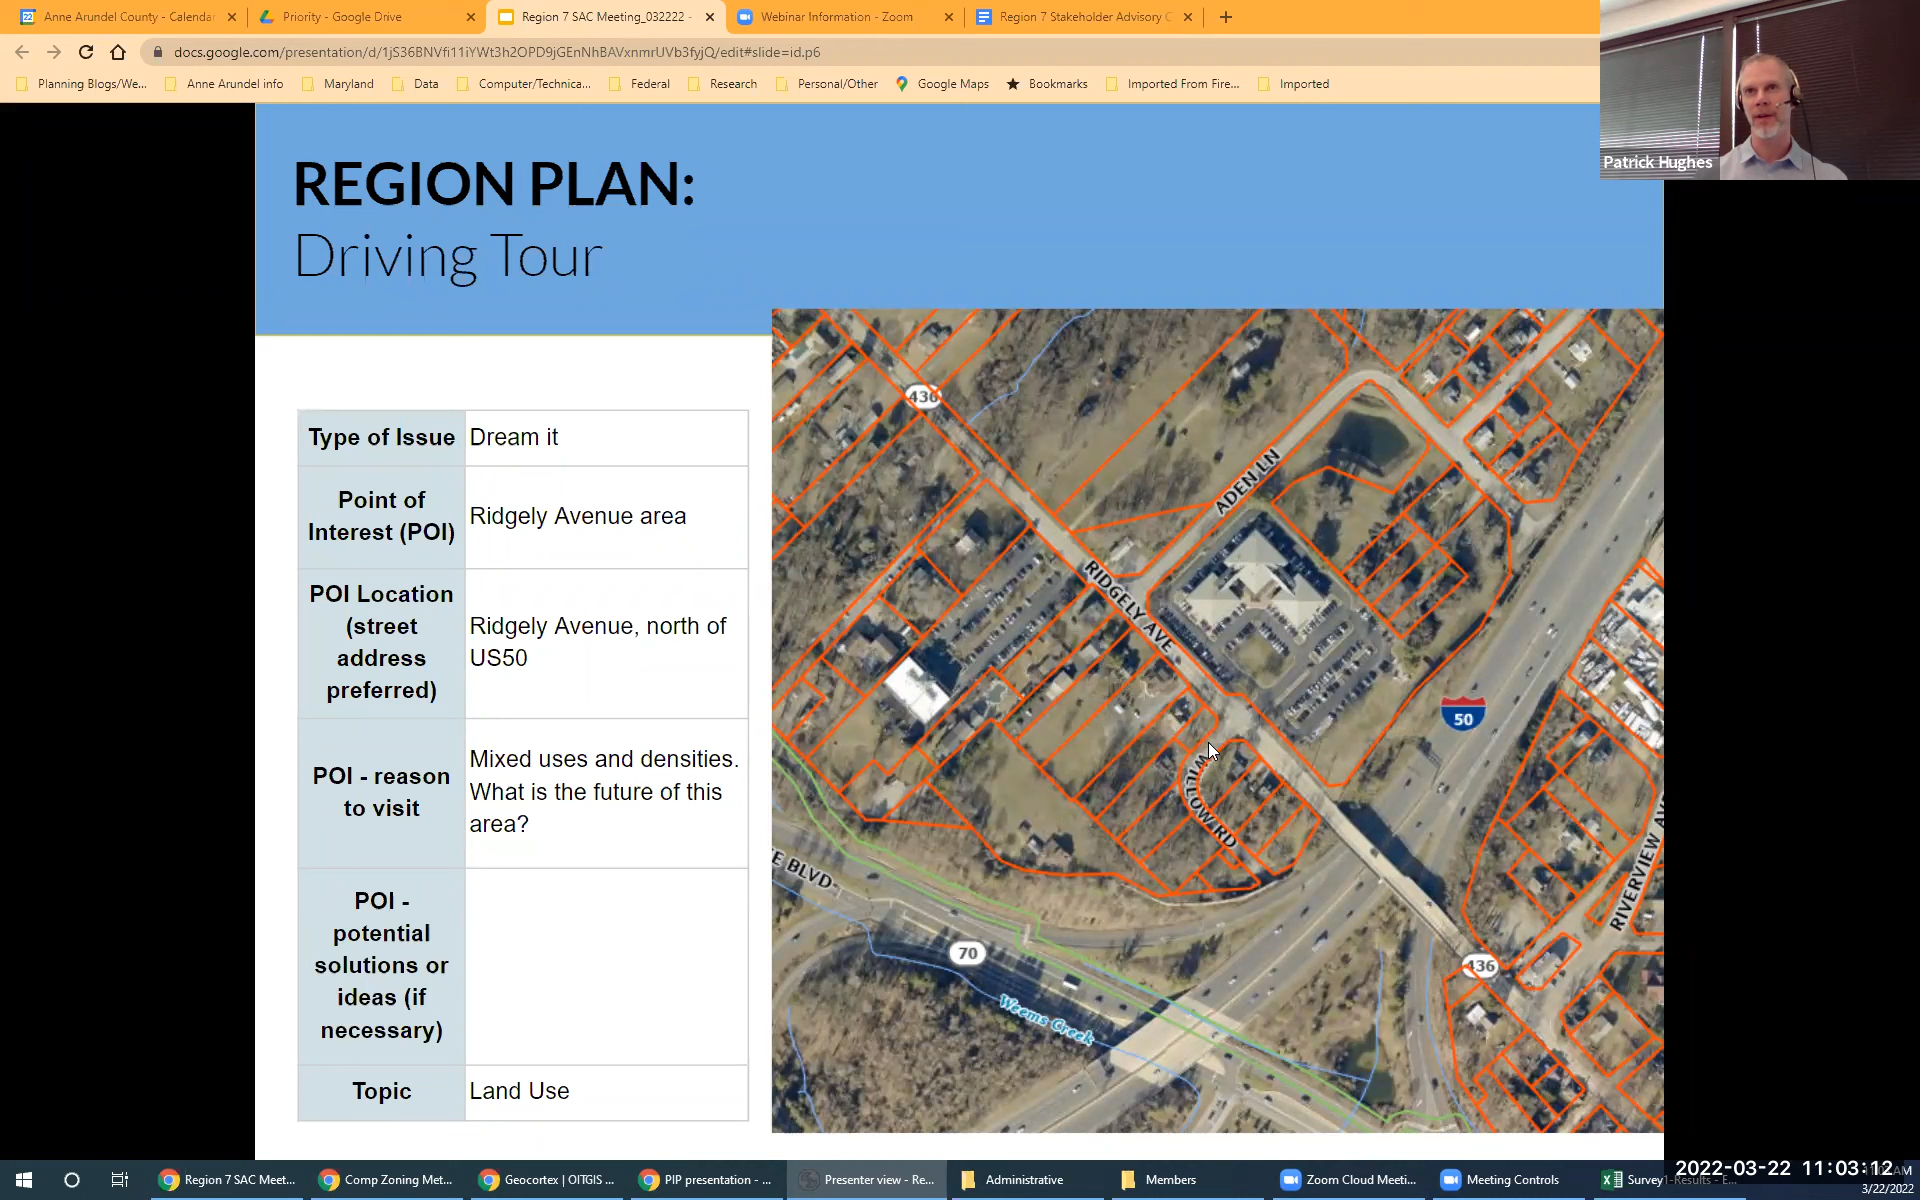 Anne Arundel County - Calenda
Priority - Google Drive
Region 7 SAC Meeting_032222 -
Webinar Information - Zoom
Region 7 Stakeholder Advisory C
docs.google.com/presentation/d/1jS36BNVfi11iYWt3h2OPD9jGEnNhBAVxnmrUVb3fyjQ/edit#slide=id.p6
Planning Blogs/We...
Anne Arundel info
Maryland
Data
Computer/Technica...
Federal
Research
Personal/Other
Google Maps
Bookmarks
Imported From Fire...
Imported
Patrick Hughes
REGION PLAN:
Driving Tour
Type of Issue
Dream it
Point of
Interest (POI)
Ridgely Avenue area
POI Location
(street
address
preferred)
Ridgely Avenue, north of
US50
POI - reason
to visit
Mixed uses and densities.
What is the future of this
area?
POI -
potential
solutions or
ideas (if
necessary)
Topic
Land Use
436
ADEN LN
RIDGELY AVE
50
WILLOW RD
E BLVD
70
Weems Creek
436
RIVERVIEW AV
Region 7 SAC Meet...
Comp Zoning Met...
Geocortex | OITGIS ...
PIP presentation - ...
Presenter view - Re...
Administrative
Members
Zoom Cloud Meeti...
Meeting Controls
Survey1-Results - E...
2022-03-22 11:03:12
3/22/2022